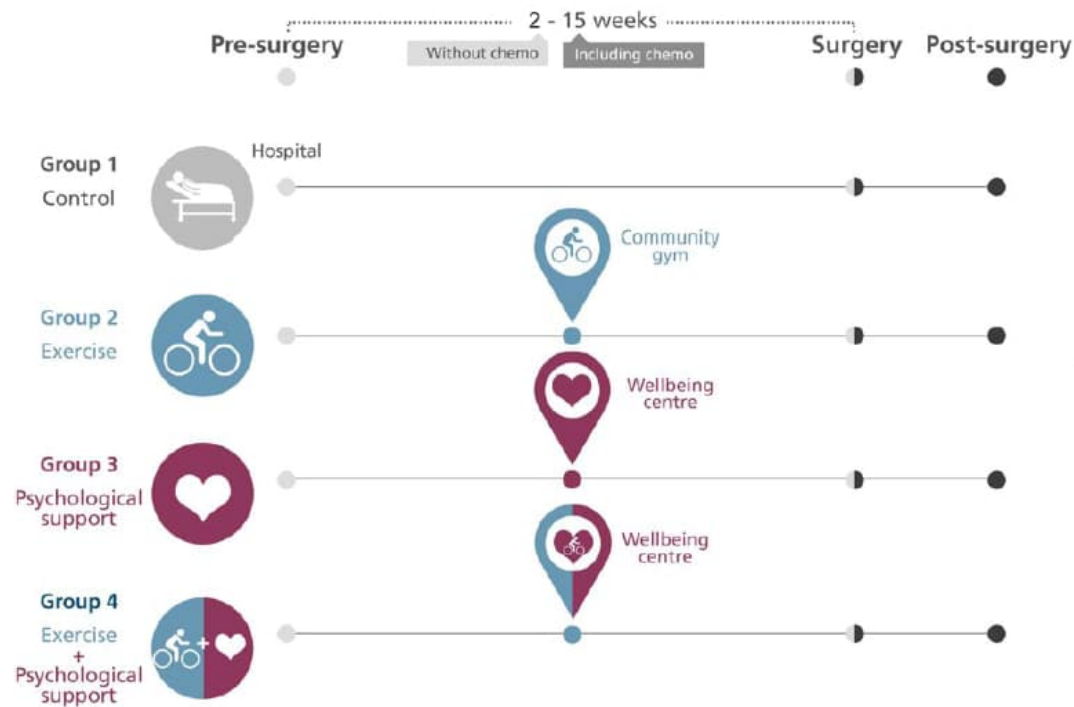 2 - 15 weeks
Pre-surgery
Without chemo
Including chemo
Surgery
Post-surgery
Hospital
Group 1
Control
Community
gym
Group 2
Exercise
Wellbeing
centre
Group 3
Psychological
support
Wellbeing
centre
Group 4
Exercise
+
Psychological
support
+